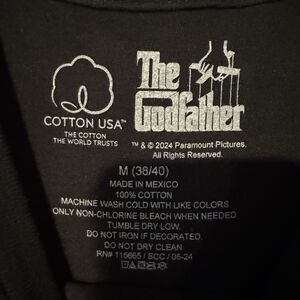 COTTON USA™
THE COTTON
THE WORLD TRUSTS
The
Godfather
™ & © 2024 Paramount Pictures.
All Rights Reserved.
M (38/40)
MADE IN MEXICO
100% COTTON
MACHINE WASH COLD WITH LIKE COLORS
ONLY NON-CHLORINE BLEACH WHEN NEEDED
TUMBLE DRY LOW.
DO NOT IRON IF DECORATED.
DO NOT DRY CLEAN
RN# 115665 / SCC / 05-24